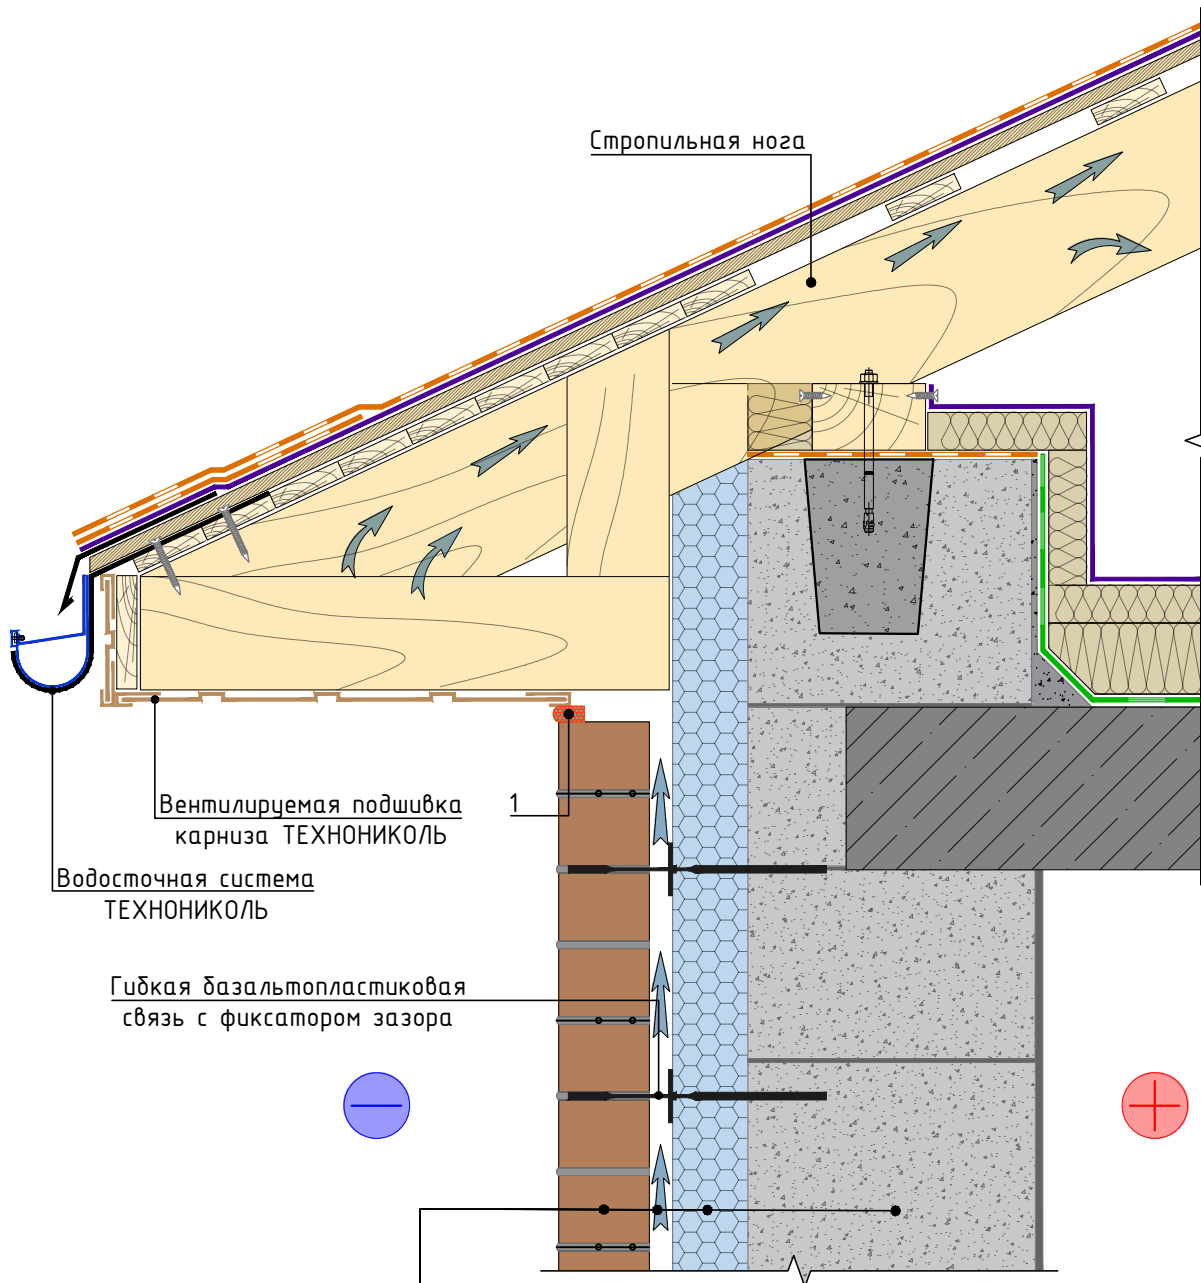 Стропильная нога
Вентилируемая подшивка
карниза ТЕХНОНИКОЛЬ
1
Водосточная система
ТЕХНОНИКОЛЬ
Гибкая базальтопластиковая
связь с фиксатором зазора